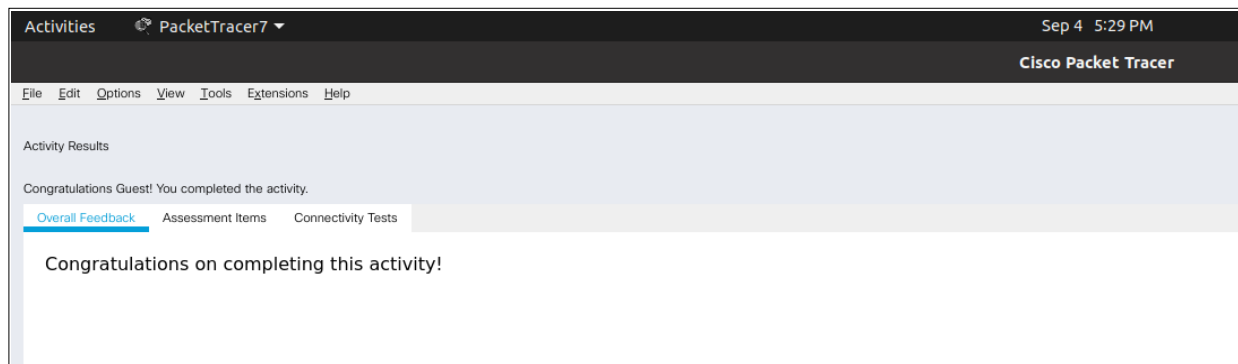 Activities PacketTracer7 Sep 4 5:29 PM
Cisco Packet Tracer
File Edit Options View Tools Extensions Help
Activity Results
Congratulations Guest! You completed the activity.
Overall Feedback Assessment Items Connectivity Tests
Congratulations on completing this activity!